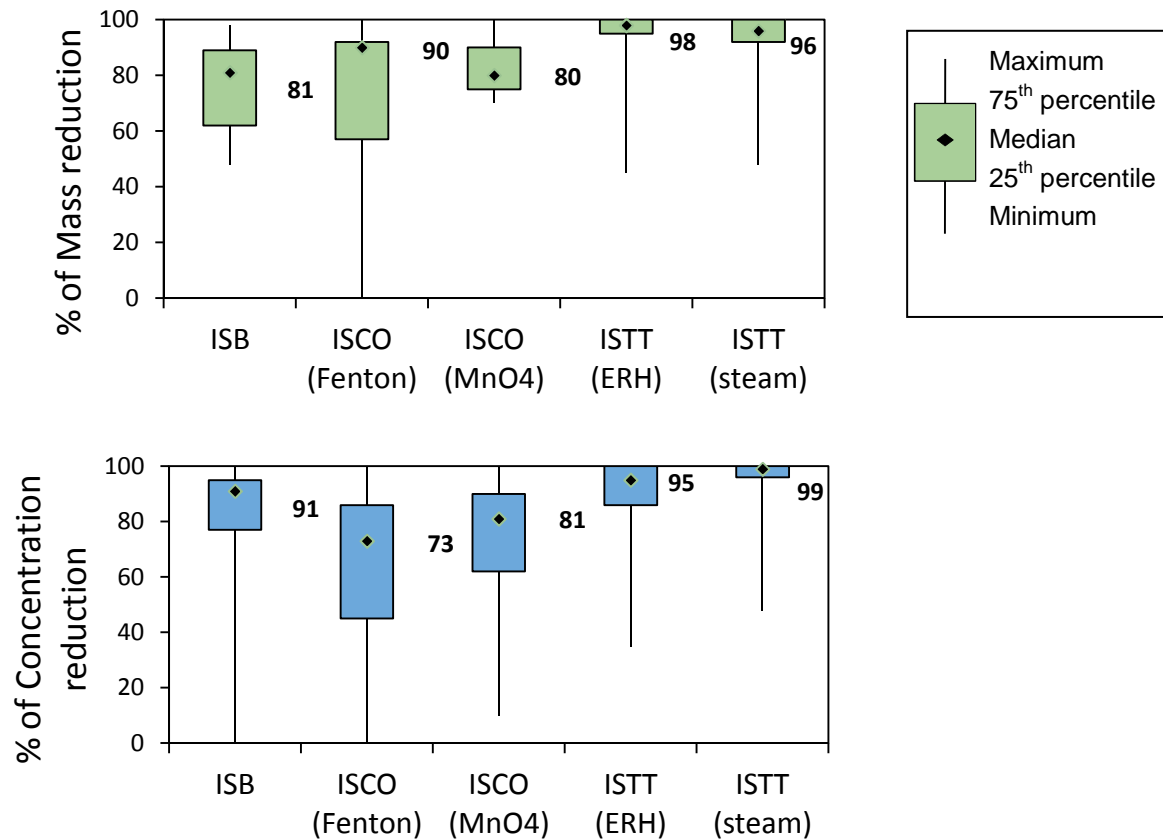 % of Mass reduction
100
80
60
40
20
0
81
90
80
98
96
ISB
ISCO
(Fenton)
ISCO
(MnO4)
ISTT
(ERH)
ISTT
(steam)
Maximum
75th percentile
Median
25th percentile
Minimum
% of Concentration
reduction
100
80
60
40
20
0
91
73
81
95
99
ISB
ISCO
(Fenton)
ISCO
(MnO4)
ISTT
(ERH)
ISTT
(steam)